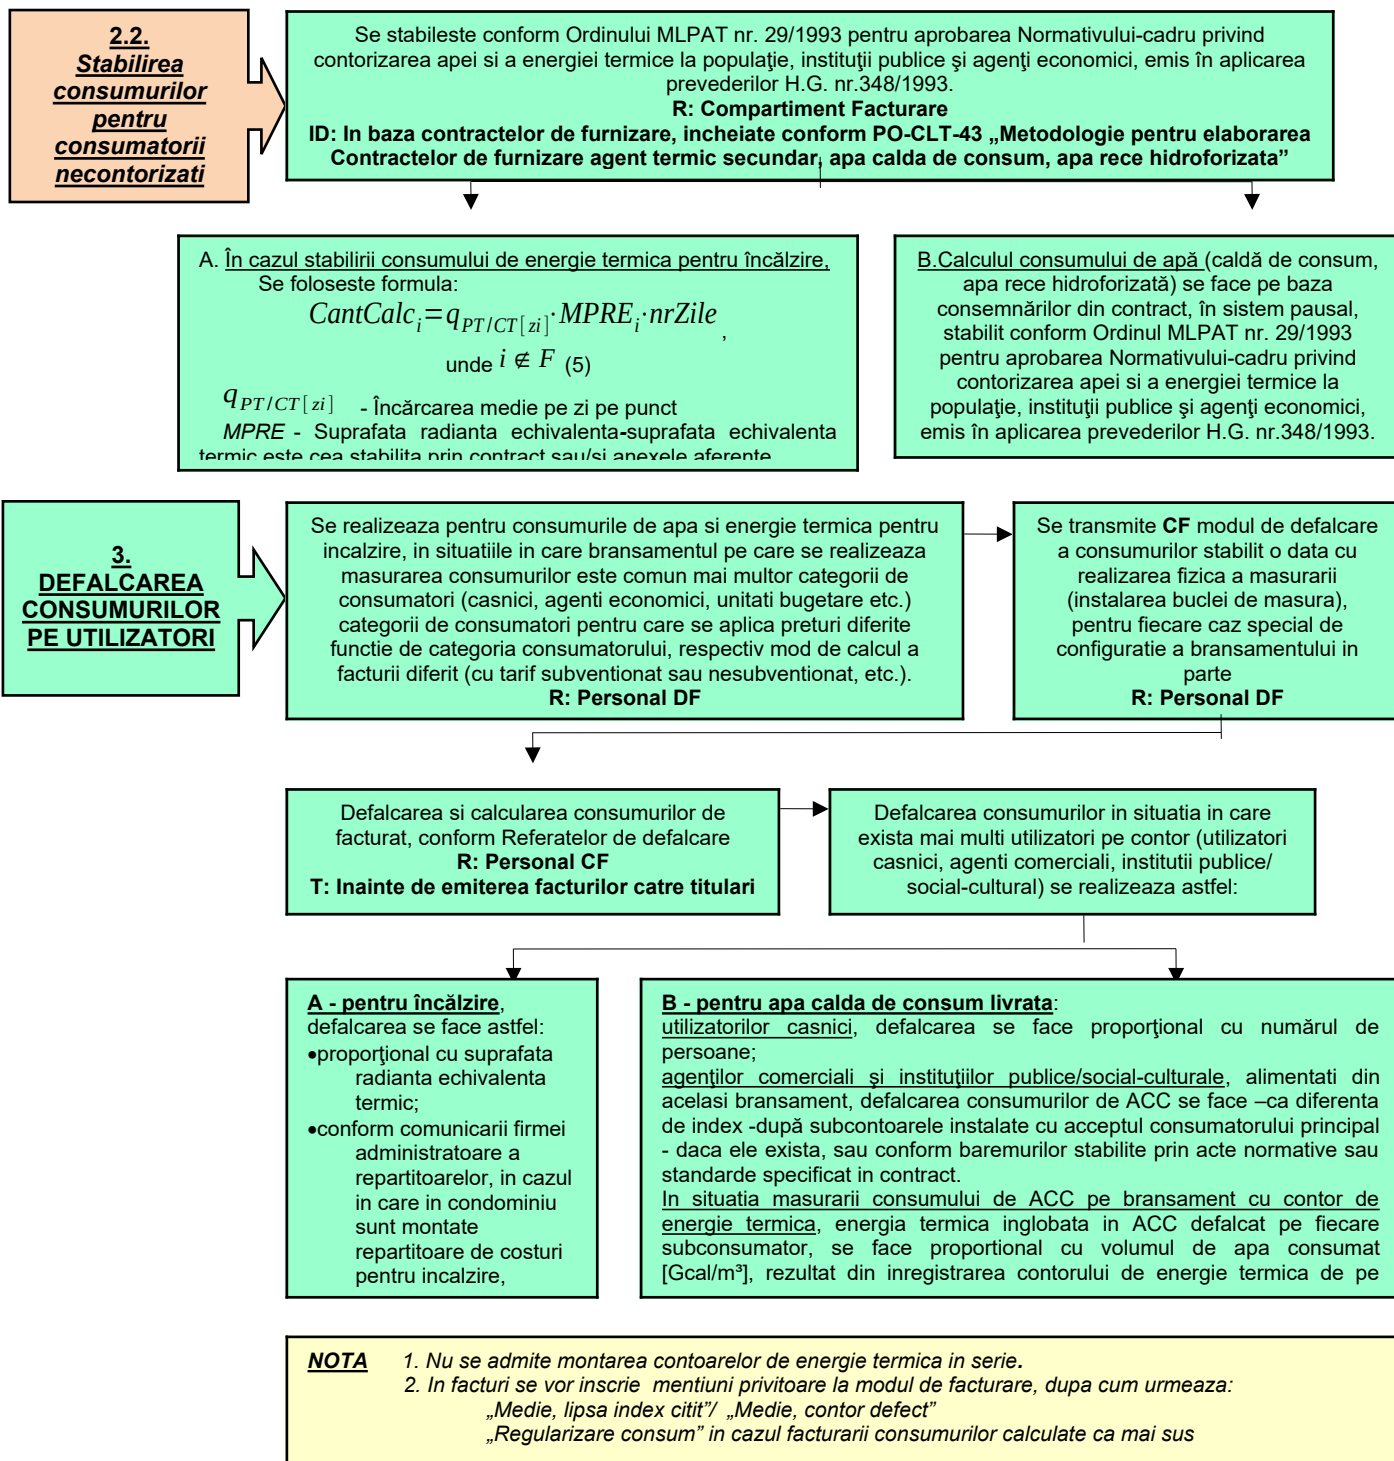 2.2.
Stabilirea
consumurilor
pentru
consumatorii
necontorizati
Se stabileste conform Ordinului MLPAT nr. 29/1993 pentru aprobarea Normativului-cadru privind
contorizarea apei si a energiei termice la populaţie, instituţii publice şi agenţi economici, emis în aplicarea
prevederilor H.G. nr.348/1993.
R: Compartiment Facturare
ID: In baza contractelor de furnizare, incheiate conform PO-CLT-43 „Metodologie pentru elaborarea
Contractelor de furnizare agent termic secundar, apa calda de consum, apa rece hidroforizata”
A. În cazul stabilirii consumului de energie termica pentru încălzire,
Se foloseste formula:
CantCalc_i=q_PT/CT[zi]·MPRE_i·nrZile ,
unde i ∉ F (5)
q_PT/CT[zi] - Încărcarea medie pe zi pe punct
MPRE - Suprafata radianta echivalenta-suprafata echivalenta
termic este cea stabilita prin contract sau/si anexele aferente
B.Calculul consumului de apă (caldă de consum,
apa rece hidroforizată) se face pe baza
consemnărilor din contract, în sistem pausal,
stabilit conform Ordinul MLPAT nr. 29/1993
pentru aprobarea Normativului-cadru privind
contorizarea apei si a energiei termice la
populaţie, instituţii publice şi agenţi economici,
emis în aplicarea prevederilor H.G. nr.348/1993.
3.
DEFALCAREA
CONSUMURILOR
PE UTILIZATORI
Se realizeaza pentru consumurile de apa si energie termica pentru
incalzire, in situatiile in care bransamentul pe care se realizeaza
masurarea consumurilor este comun mai multor categorii de
consumatori (casnici, agenti economici, unitati bugetare etc.)
categorii de consumatori pentru care se aplica preturi diferite
functie de categoria consumatorului, respectiv mod de calcul a
facturii diferit (cu tarif subventionat sau nesubventionat, etc.).
R: Personal DF
Se transmite CF modul de defalcare
a consumurilor stabilit o data cu
realizarea fizica a masurarii
(instalarea buclei de masura),
pentru fiecare caz special de
configuratie a bransamentului in
parte
R: Personal DF
Defalcarea si calcularea consumurilor de
facturat, conform Referatelor de defalcare
R: Personal CF
T: Inainte de emiterea facturilor catre titulari
Defalcarea consumurilor in situatia in care
exista mai multi utilizatori pe contor (utilizatori
casnici, agenti comerciali, institutii publice/
social-cultural) se realizeaza astfel:
A - pentru încălzire,
defalcarea se face astfel:
•proporţional cu suprafata
radianta echivalenta
termic;
•conform comunicarii firmei
administratoare a
repartitoarelor, in cazul
in care in condominiu
sunt montate
repartitoare de costuri
pentru incalzire,
B - pentru apa calda de consum livrata:
utilizatorilor casnici, defalcarea se face proporţional cu numărul de
persoane;
agenţilor comerciali şi instituţiilor publice/social-culturale, alimentati din
acelasi bransament, defalcarea consumurilor de ACC se face –ca diferenta
de index -după subcontoarele instalate cu acceptul consumatorului principal
- daca ele exista, sau conform baremurilor stabilite prin acte normative sau
standarde specificat in contract.
In situatia masurarii consumului de ACC pe bransament cu contor de
energie termica, energia termica inglobata in ACC defalcat pe fiecare
subconsumator, se face proportional cu volumul de apa consumat
[Gcal/m³], rezultat din inregistrarea contorului de energie termica de pe
NOTA 1. Nu se admite montarea contoarelor de energie termica in serie.
2. In facturi se vor inscrie mentiuni privitoare la modul de facturare, dupa cum urmeaza:
„Medie, lipsa index citit”/ „Medie, contor defect”
„Regularizare consum” in cazul facturarii consumurilor calculate ca mai sus